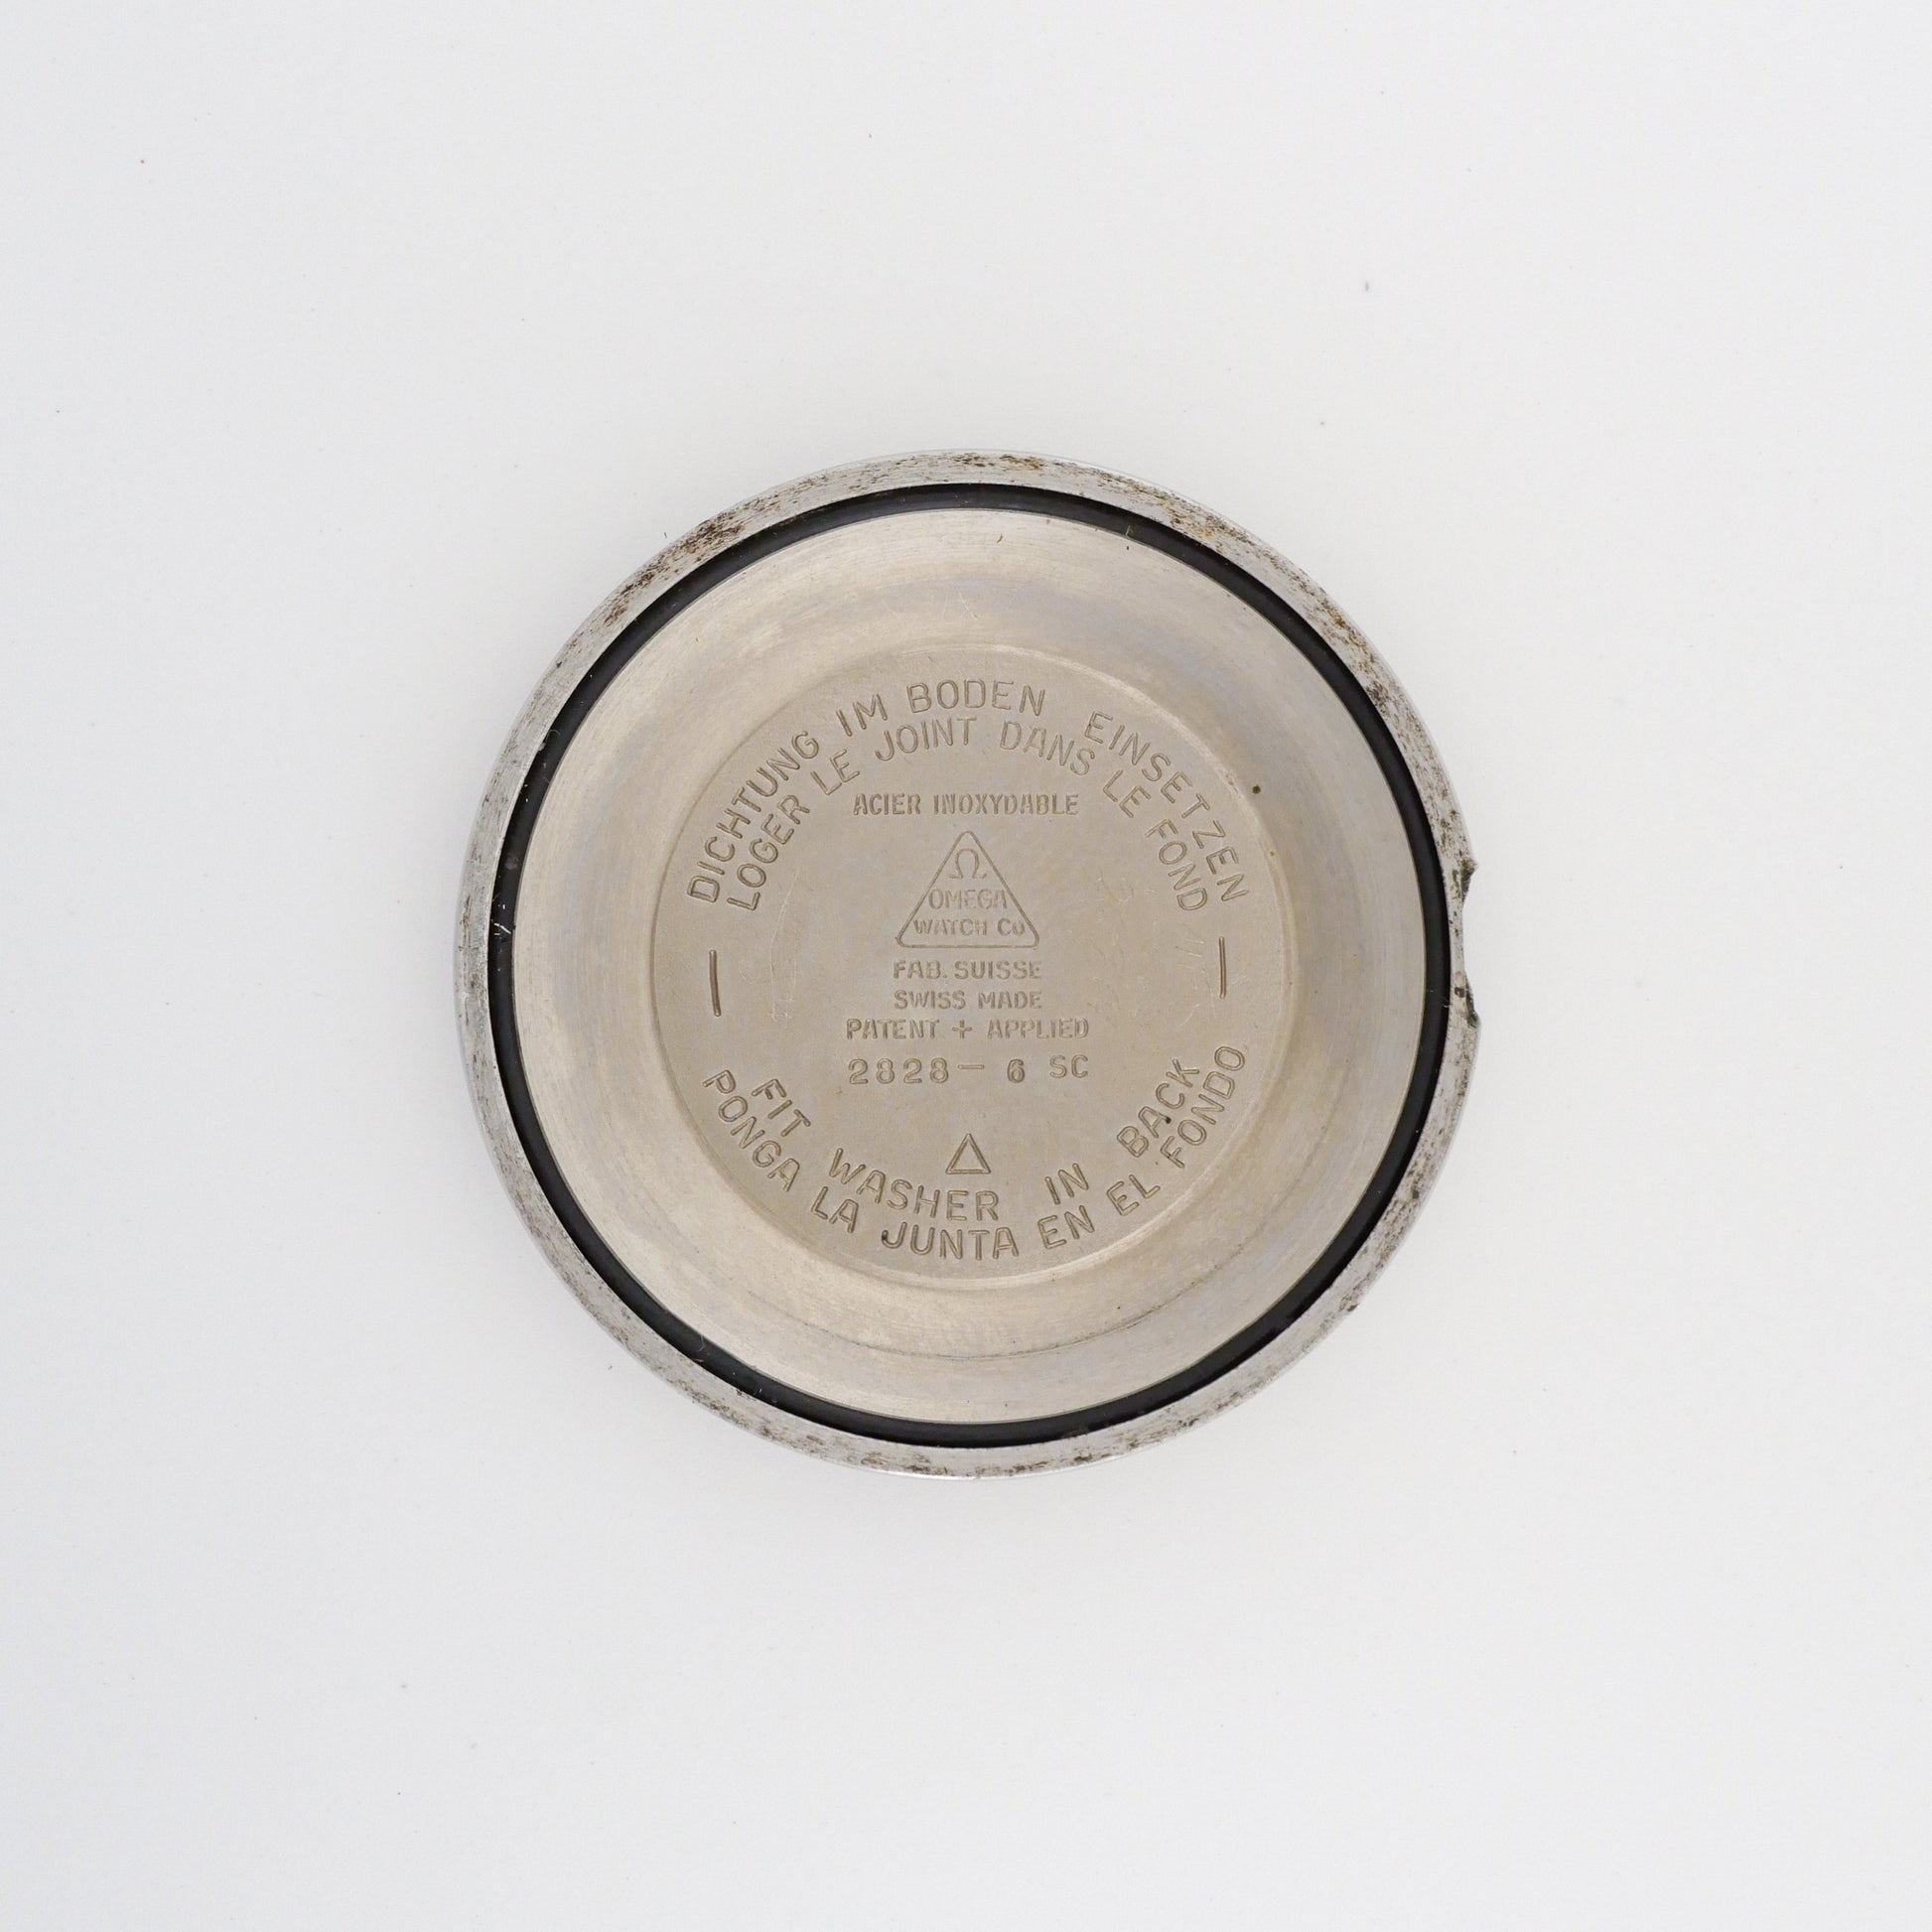 DICHTUNG IM BODEN EINSETZEN
LOGER LE JOINT DANS LE FOND
ACIER INOXYDABLE
Ω
OMEGA
WATCH Co
FAB. SUISSE
SWISS MADE
PATENT + APPLIED
2828- 6 SC
FIT WASHER IN BACK
PONGA LA JUNTA EN EL FONDO